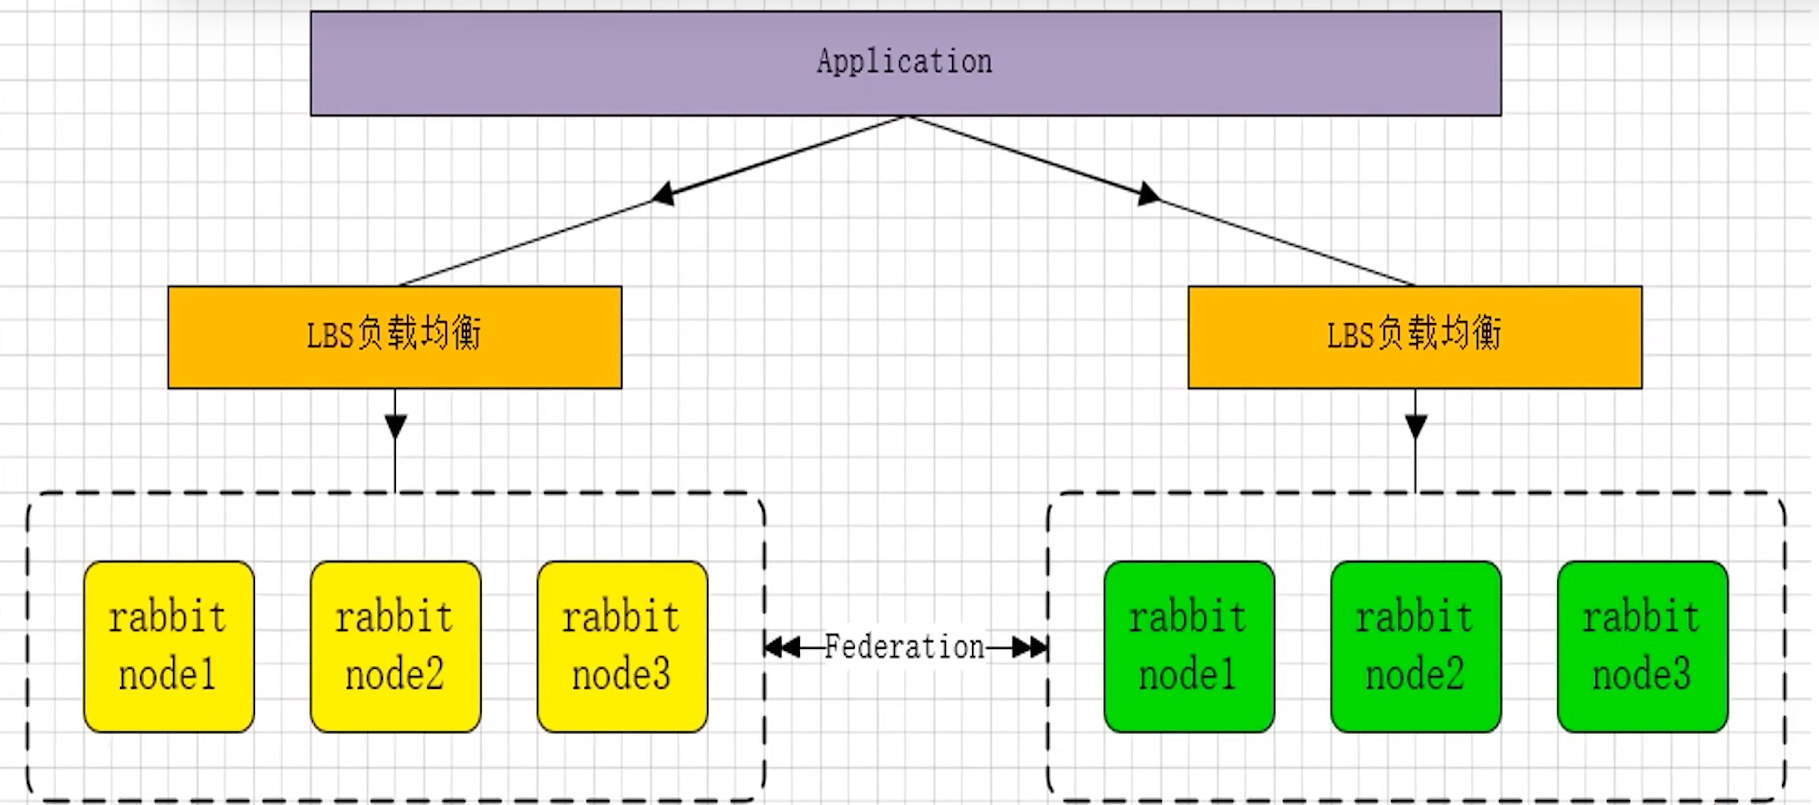 Application
LBS负载均衡
LBS负载均衡
rabbit
node1
rabbit
node2
rabbit
node3
Federation
rabbit
node1
rabbit
node2
rabbit
node3